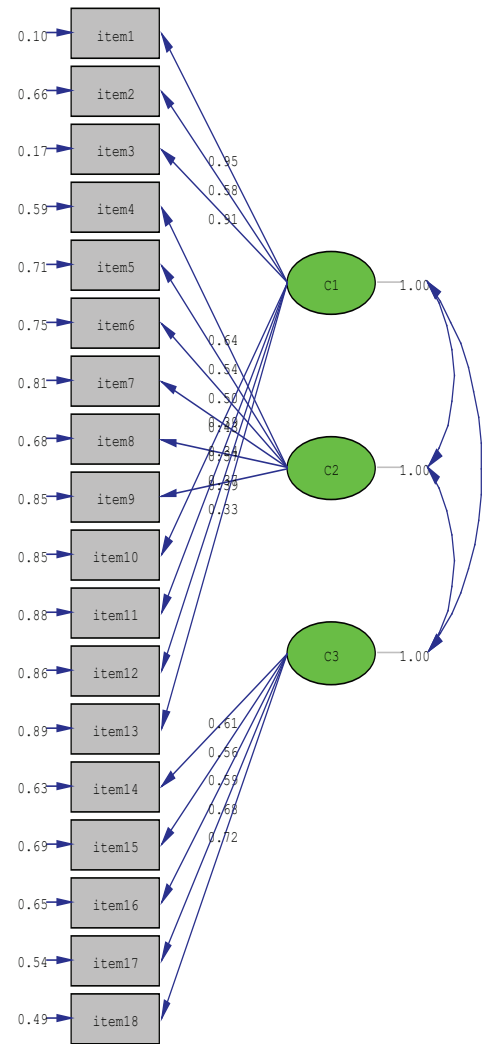 0.10 item1
0.66 item2
0.17 item3
0.59 item4
0.71 item5
0.75 item6
0.81 item7
0.68 item8
0.85 item9
0.85 item10
0.88 item11
0.86 item12
0.89 item13
0.63 item14
0.69 item15
0.65 item16
0.54 item17
0.49 item18
0.95
0.58
0.91
0.64
0.54
0.50
0.33
0.61
0.56
0.59
0.68
0.72
C1 1.00
C2 1.00
C3 1.00